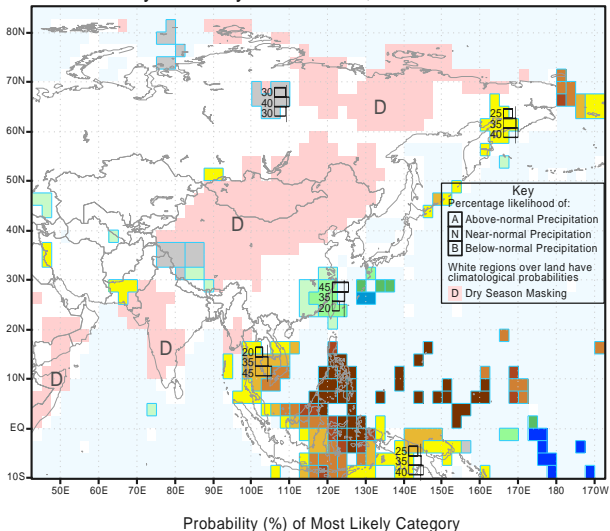 80N
70N
60N
50N
40N
30N
20N
10N
EQ
10S
50E
60E
70E
80E
90E
100E
110E
120E
130E
140E
150E
160E
170E
180
170W
30
40
30
D
25
35
40
D
45
35
20
D
D
20
35
45
25
35
40
Key
Percentage likelihood of:
A Above-normal Precipitation
N Near-normal Precipitation
B Below-normal Precipitation
White regions over land have
climatological probabilities
D Dry Season Masking
Probability (%) of Most Likely Category